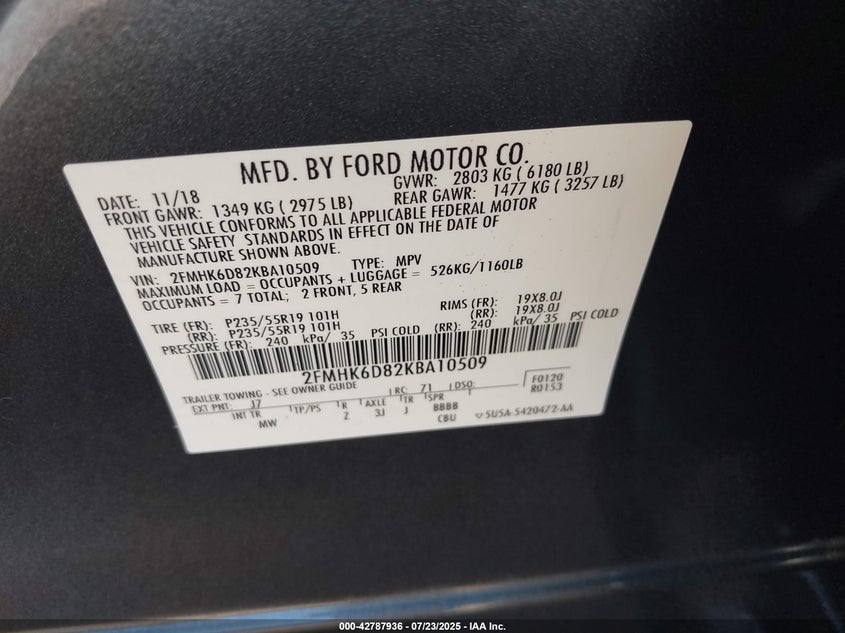 MFD. BY FORD MOTOR CO.
DATE: 11/18 GVWR: 2803 KG ( 6180 LB)
FRONT GAWR: 1349 KG ( 2975 LB) REAR GAWR: 1477 KG ( 3257 LB)
THIS VEHICLE CONFORMS TO ALL APPLICABLE FEDERAL MOTOR
VEHICLE SAFETY STANDARDS IN EFFECT ON THE DATE OF
MANUFACTURE SHOWN ABOVE.
VIN: 2FMHK6D82KBA10509 TYPE: MPV
MAXIMUM LOAD = OCCUPANTS + LUGGAGE = 526KG/1160LB
OCCUPANTS = 7 TOTAL; 2 FRONT, 5 REAR
TIRE (FR): P235/55R19 101H RIMS (FR): 19X8.0J
(RR): P235/55R19 101H (RR): 19X8.0J
PRESSURE (FR): 240 kPa/ 35 PSI COLD (RR): 240 kPa/ 35 PSI COLD
2FMHK6D82KBA10509
TRAILER TOWING - SEE OWNER GUIDE
EXT PNT: J7 RC: 71 DSO: F0120
R0153
INT TR TP/PS R AXLE TR SPR
MW Z 3J J BBBB
CBU 5U5A-5420472-AA
000-42787936 - 07/23/2025 - IAA Inc.